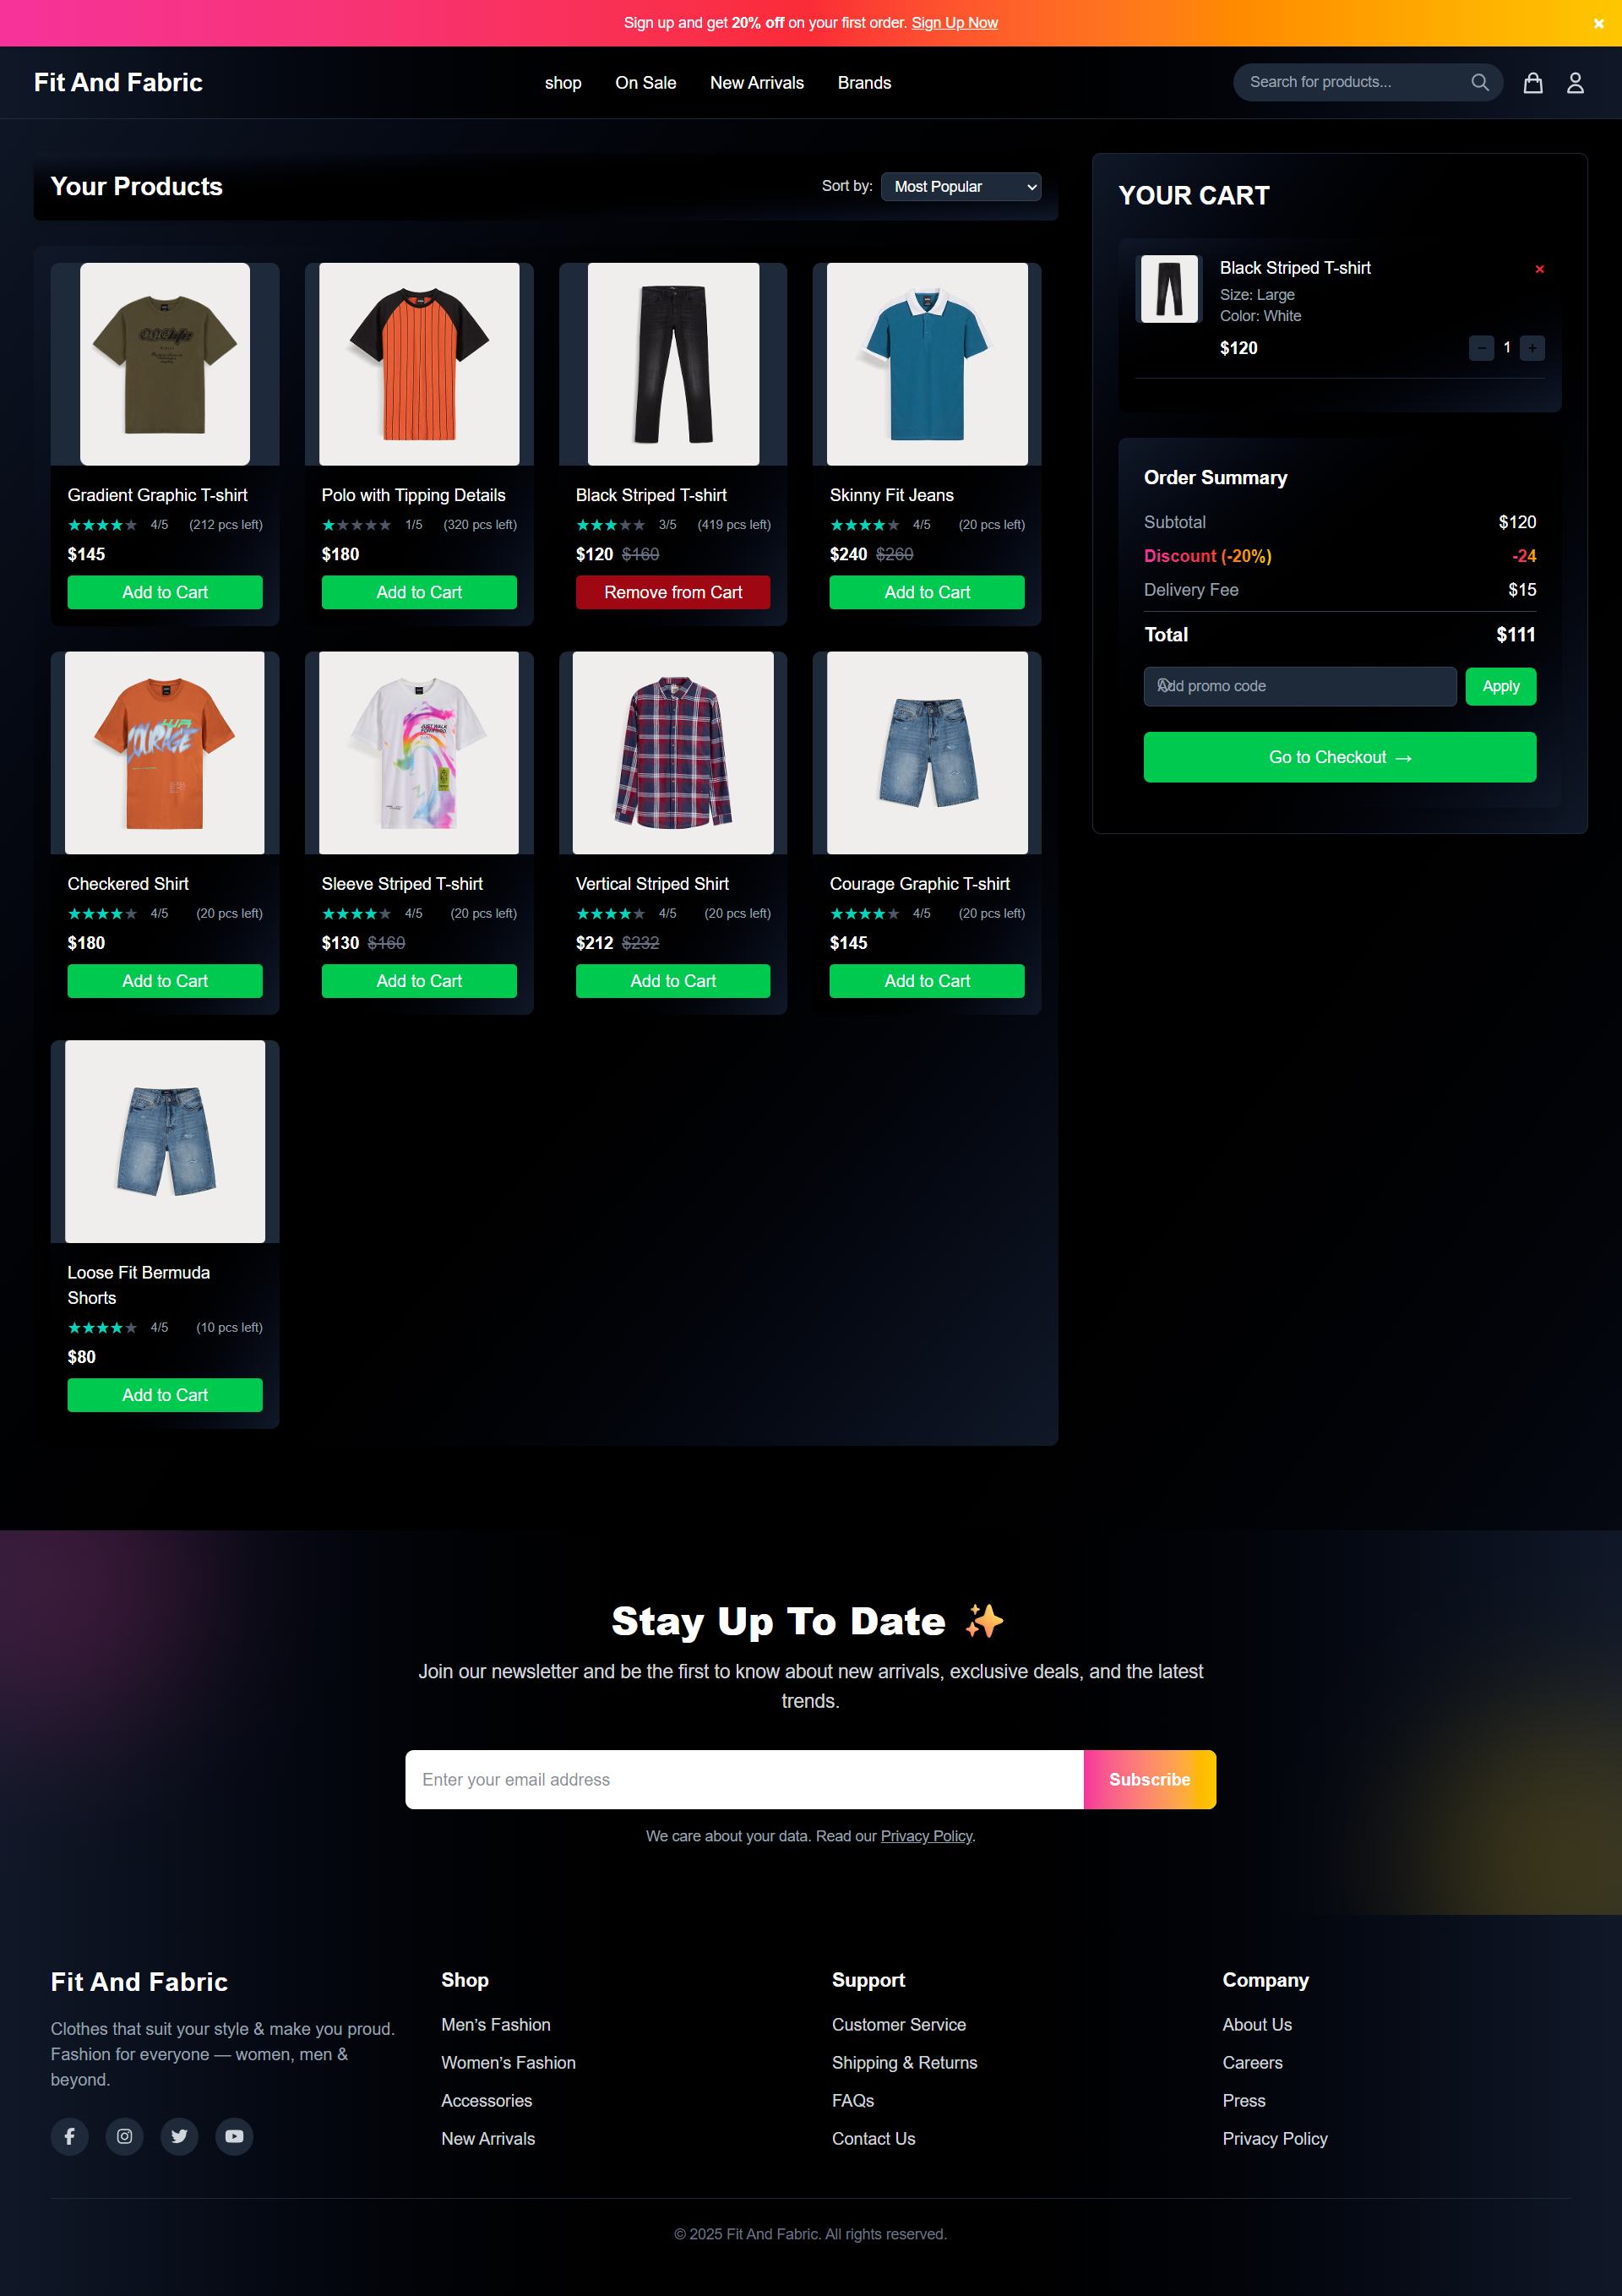 Sign up and get 20% off on your first order. Sign Up Now ×
Fit And Fabric
shop On Sale New Arrivals Brands
Search for products...
Your Products
Sort by: Most Popular
Gradient Graphic T-shirt
4/5 (212 pcs left)
$145
Add to Cart
Polo with Tipping Details
1/5 (320 pcs left)
$180
Add to Cart
Black Striped T-shirt
3/5 (419 pcs left)
$120 $160
Remove from Cart
Skinny Fit Jeans
4/5 (20 pcs left)
$240 $260
Add to Cart
COURAGE
Checkered Shirt
4/5 (20 pcs left)
$180
Add to Cart
JUST WALK
Sleeve Striped T-shirt
4/5 (20 pcs left)
$130 $160
Add to Cart
Vertical Striped Shirt
4/5 (20 pcs left)
$212 $232
Add to Cart
Courage Graphic T-shirt
4/5 (20 pcs left)
$145
Add to Cart
Loose Fit Bermuda
Shorts
4/5 (10 pcs left)
$80
Add to Cart
YOUR CART
Black Striped T-shirt ×
Size: Large
Color: White
$120 − 1 +
Order Summary
Subtotal $120
Discount (-20%) -24
Delivery Fee $15
Total $111
Add promo code Apply
Go to Checkout →
Stay Up To Date ✨
Join our newsletter and be the first to know about new arrivals, exclusive deals, and the latest
trends.
Enter your email address Subscribe
We care about your data. Read our Privacy Policy.
Fit And Fabric
Clothes that suit your style & make you proud.
Fashion for everyone — women, men &
beyond.
Shop
Men’s Fashion
Women’s Fashion
Accessories
New Arrivals
Support
Customer Service
Shipping & Returns
FAQs
Contact Us
Company
About Us
Careers
Press
Privacy Policy
© 2025 Fit And Fabric. All rights reserved.